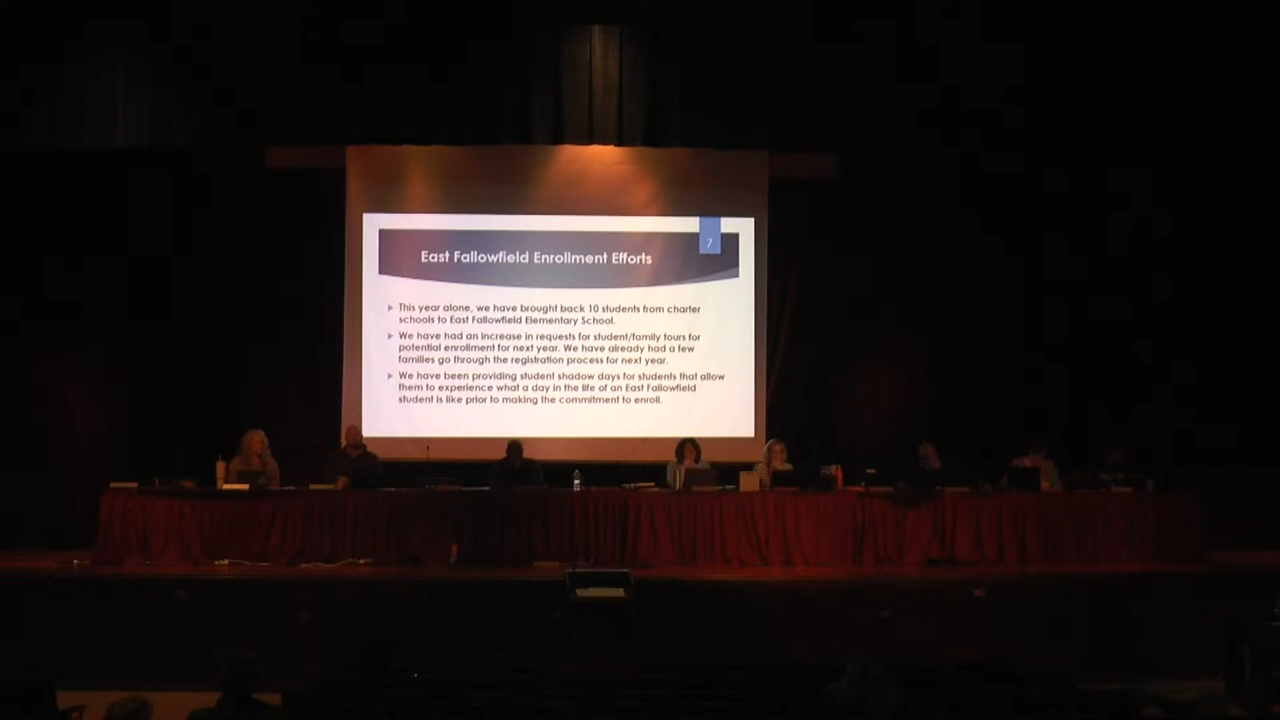 7
East Fallowfield Enrollment Efforts
This year alone, we have brought back 10 students from charter
schools to East Fallowfield Elementary School.
We have had an increase in requests for student/family tours for
potential enrollment for next year. We have already had a few
families go through the registration process for next year.
We have been providing student shadow days for students that allow
them to experience what a day in the life of an East Fallowfield
student is like prior to making the commitment to enroll.